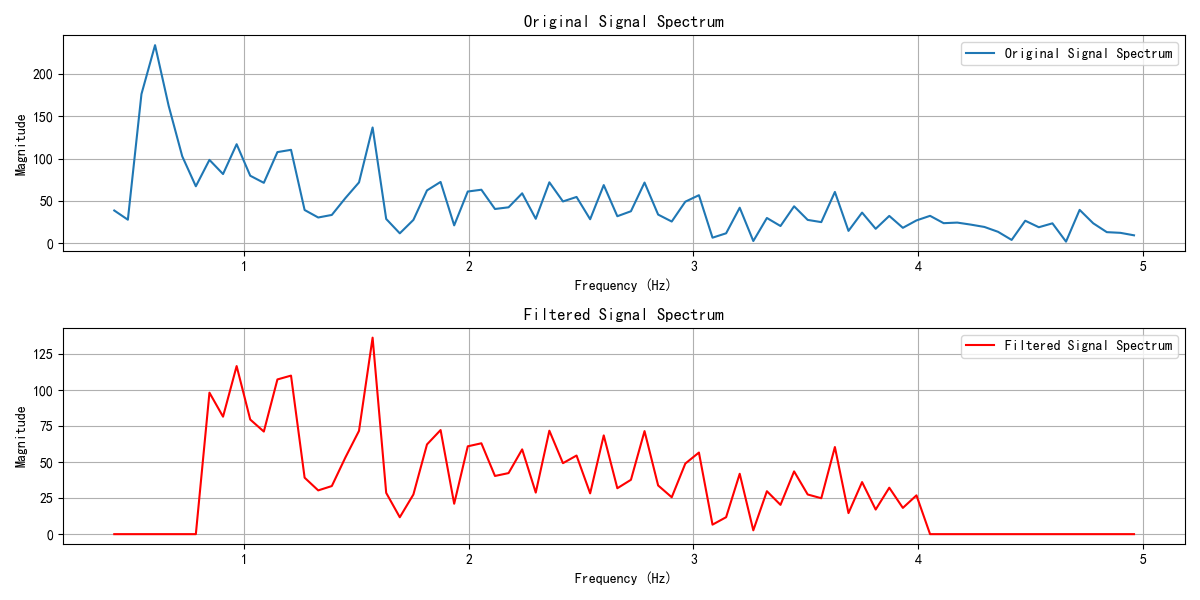 Original Signal Spectrum
Original Signal Spectrum
Magnitude
200
150
100
50
0
1 2 3 4 5
Frequency (Hz)
Filtered Signal Spectrum
Filtered Signal Spectrum
Magnitude
125
100
75
50
25
0
1 2 3 4 5
Frequency (Hz)